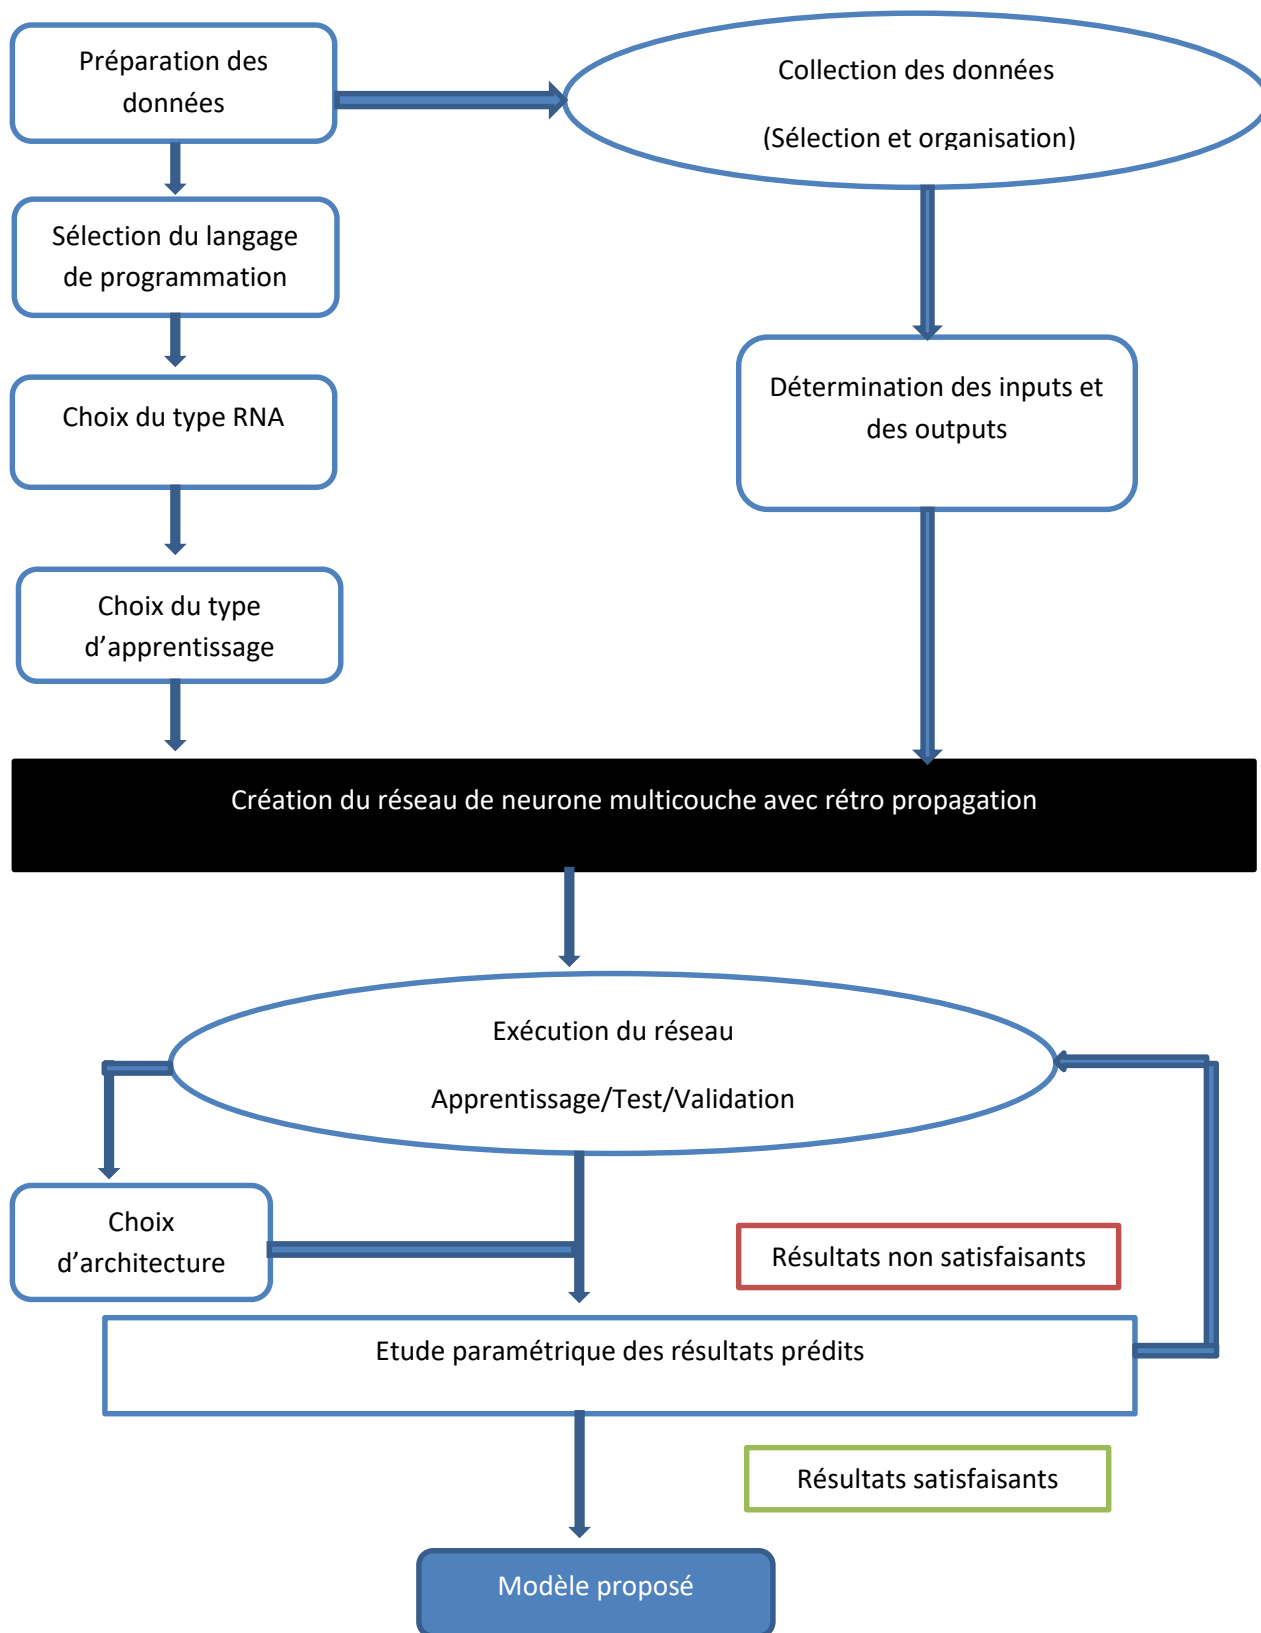 Préparation des
données
Collection des données
(Sélection et organisation)
Sélection du langage
de programmation
Choix du type RNA
Détermination des inputs et
des outputs
Choix du type
d’apprentissage
Création du réseau de neurone multicouche avec rétro propagation
Exécution du réseau
Apprentissage/Test/Validation
Choix
d’architecture
Résultats non satisfaisants
Etude paramétrique des résultats prédits
Résultats satisfaisants
Modèle proposé